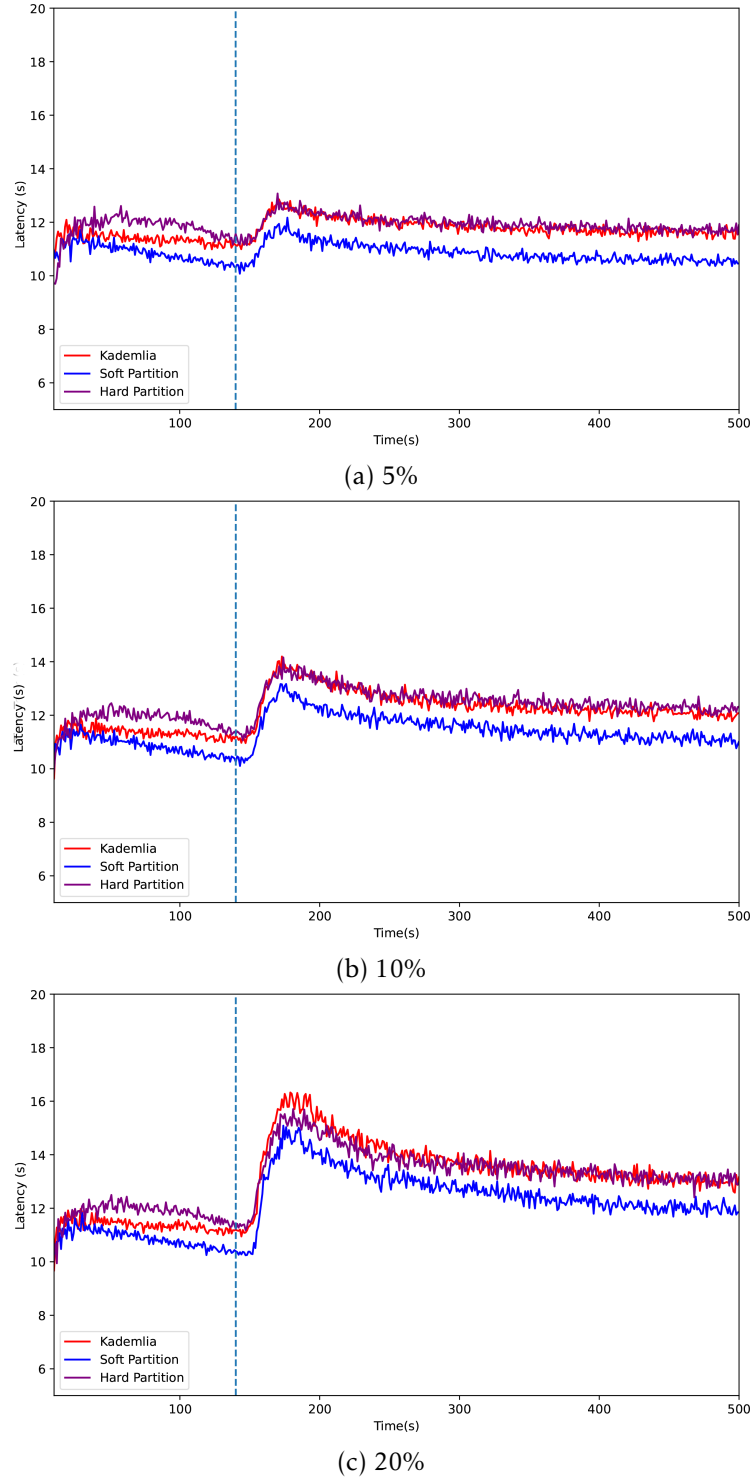 20
18
16
14
12
10
8
6
Latency (s)
Kademlia
Soft Partition
Hard Partition
100 200 300 400 500
Time(s)
(a) 5%
20
18
16
14
12
10
8
6
Latency (s)
Kademlia
Soft Partition
Hard Partition
100 200 300 400 500
Time(s)
(b) 10%
20
18
16
14
12
10
8
6
Latency (s)
Kademlia
Soft Partition
Hard Partition
100 200 300 400 500
Time(s)
(c) 20%